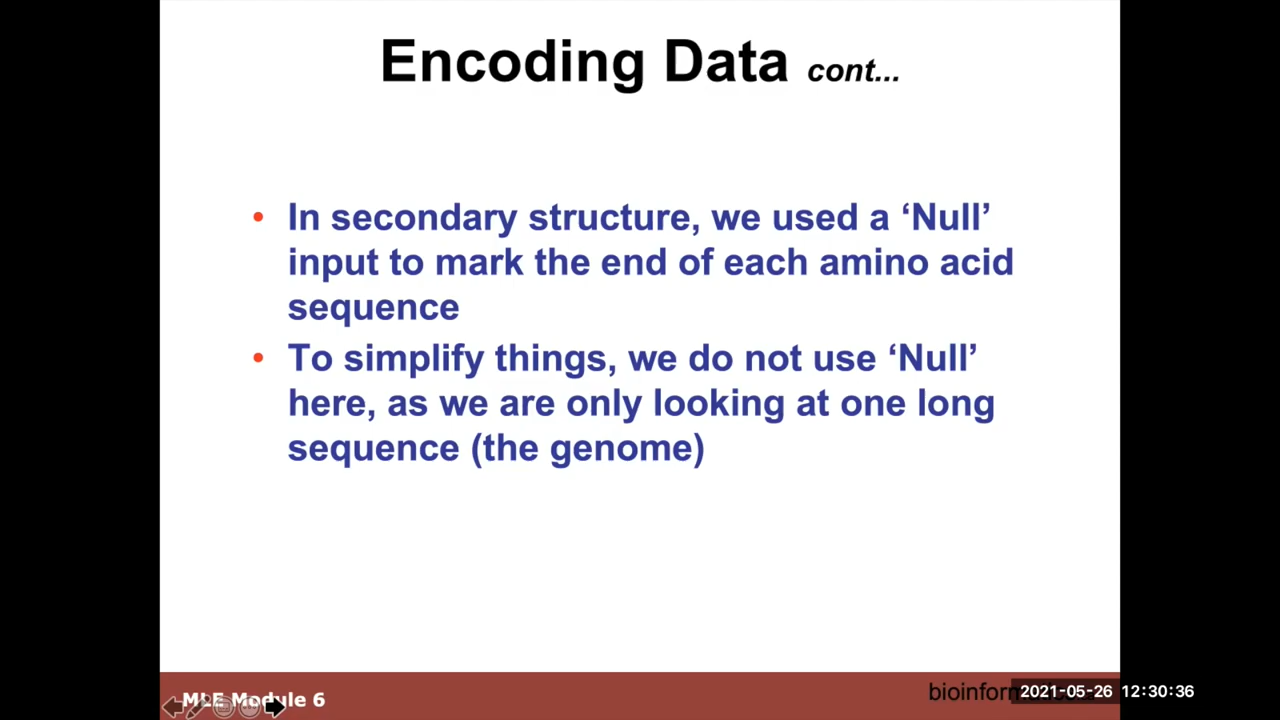 Encoding Data cont...
• In secondary structure, we used a ‘Null’
input to mark the end of each amino acid
sequence
• To simplify things, we do not use ‘Null’
here, as we are only looking at one long
sequence (the genome)
MLE Module 6
2021-05-26 12:30:36